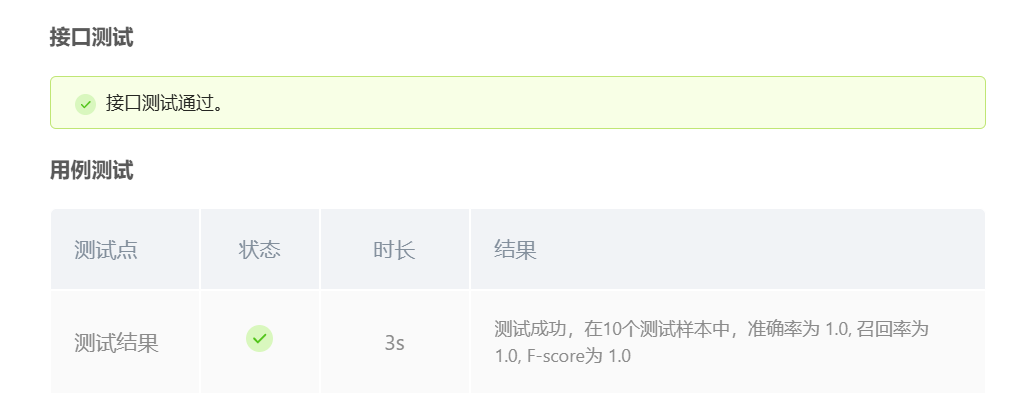 接口测试
接口测试通过。
用例测试
测试点 状态 时长 结果
测试结果 3s 测试成功，在10个测试样本中，准确率为 1.0, 召回率为
1.0, F-score为 1.0